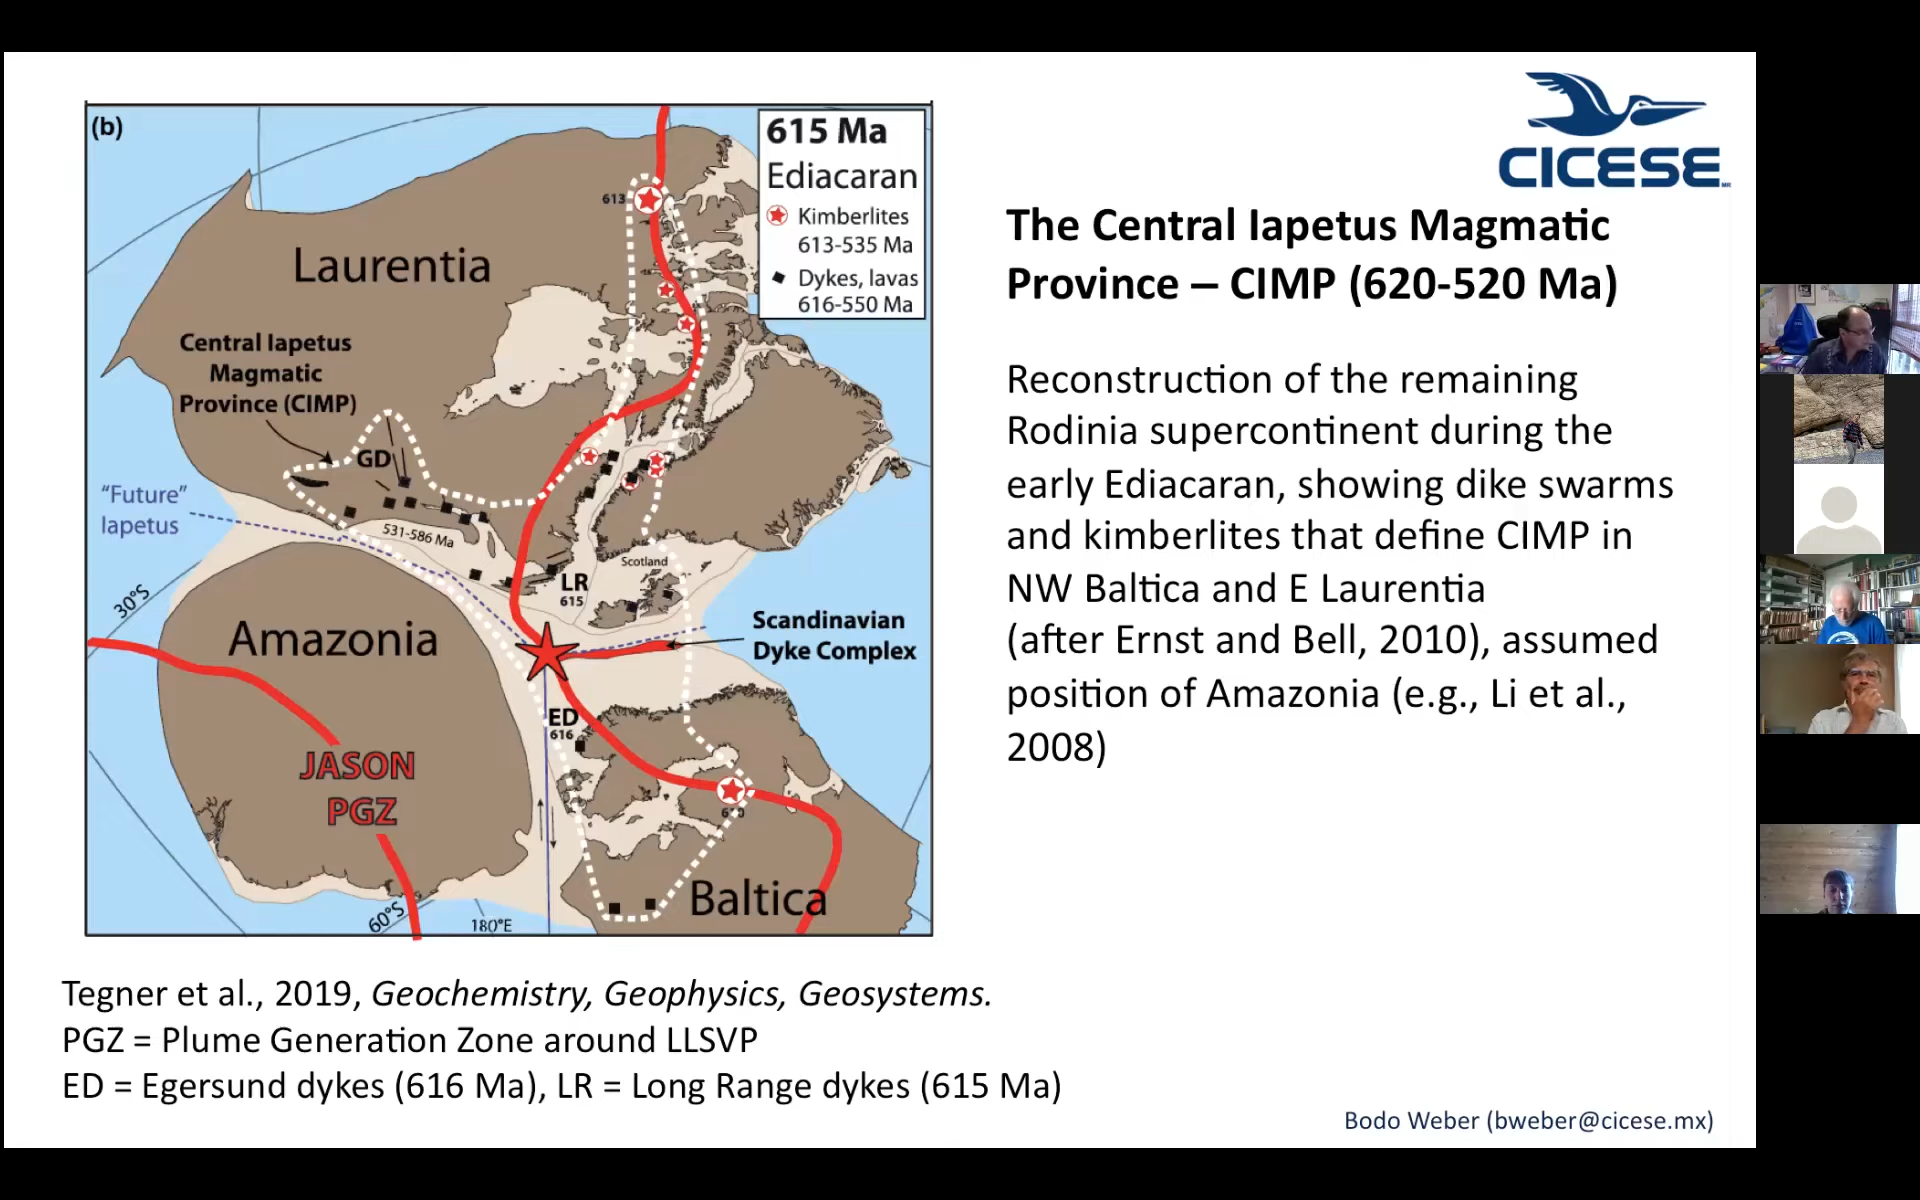 (b)
615 Ma
Ediacaran
Kimberlites
613-535 Ma
Dykes, lavas
616-550 Ma
613
Laurentia
Central Iapetus
Magmatic
Province (CIMP)
GD
"Future"
Iapetus
531-586 Ma
LR
615
Scotland
30°S
Amazonia
Scandinavian
Dyke Complex
ED
616
JASON
PGZ
Baltica
60°S
180°E
CICESE
The Central Iapetus Magmatic
Province – CIMP (620-520 Ma)
Reconstruction of the remaining
Rodinia supercontinent during the
early Ediacaran, showing dike swarms
and kimberlites that define CIMP in
NW Baltica and E Laurentia
(after Ernst and Bell, 2010), assumed
position of Amazonia (e.g., Li et al.,
2008)
Tegner et al., 2019, Geochemistry, Geophysics, Geosystems.
PGZ = Plume Generation Zone around LLSVP
ED = Egersund dykes (616 Ma), LR = Long Range dykes (615 Ma)
Bodo Weber (bweber@cicese.mx)